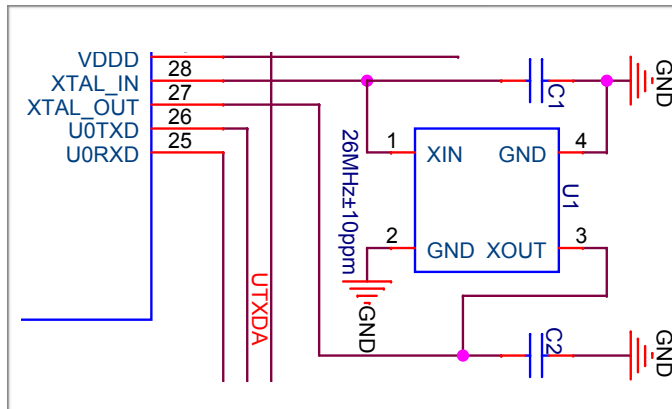 VDDD
28
XTAL_IN
27
XTAL_OUT
26
U0TXD
25
U0RXD
UTXDA
26MHz±10ppm
1
XIN
GND
4
2
GND
XOUT
3
U1
C1
GND
GND
C2
GND